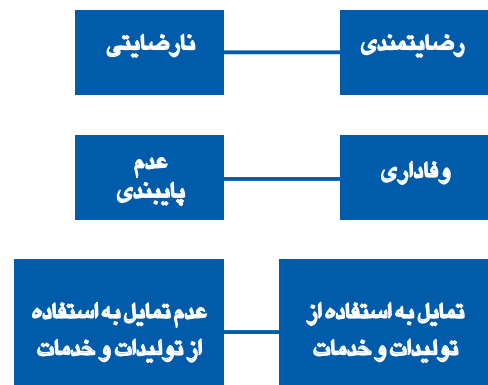 رضایتمندی
نارضایتی
وفاداری
عدم
پایبندی
تمایل به استفاده از
تولیدات و خدمات
عدم تمایل به استفاده
از تولیدات و خدمات